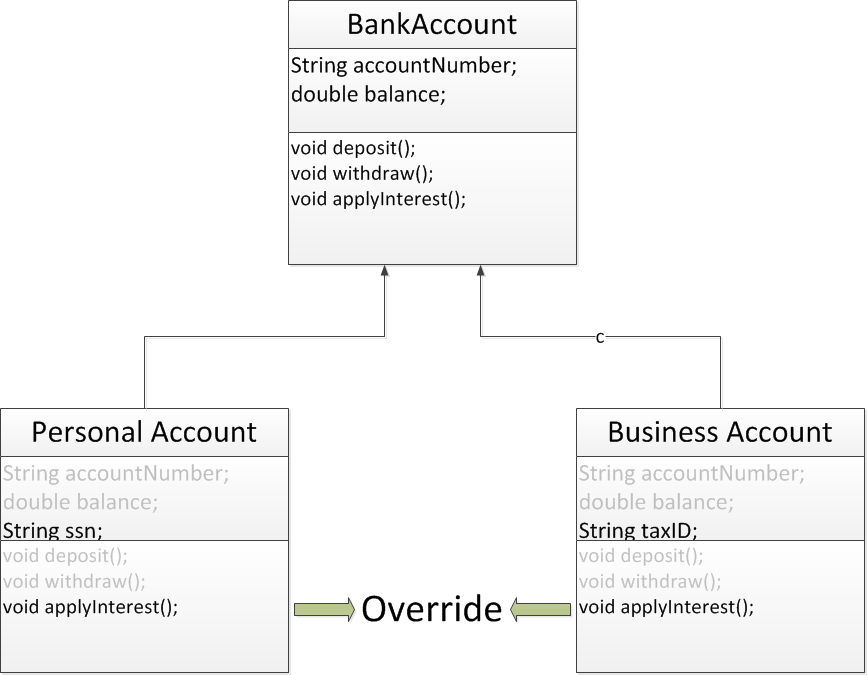 BankAccount
String accountNumber;
double balance;
void deposit();
void withdraw();
void applyInterest();
c
Personal Account
String accountNumber;
double balance;
String ssn;
void deposit();
void withdraw();
void applyInterest();
Override
Business Account
String accountNumber;
double balance;
String taxID;
void deposit();
void withdraw();
void applyInterest();